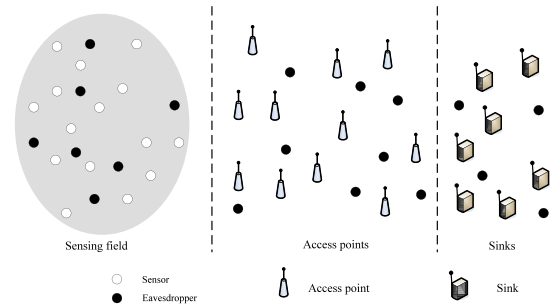 Sensing field
Access points
Sinks
Sensor
Access point
Sink
Eavesdropper